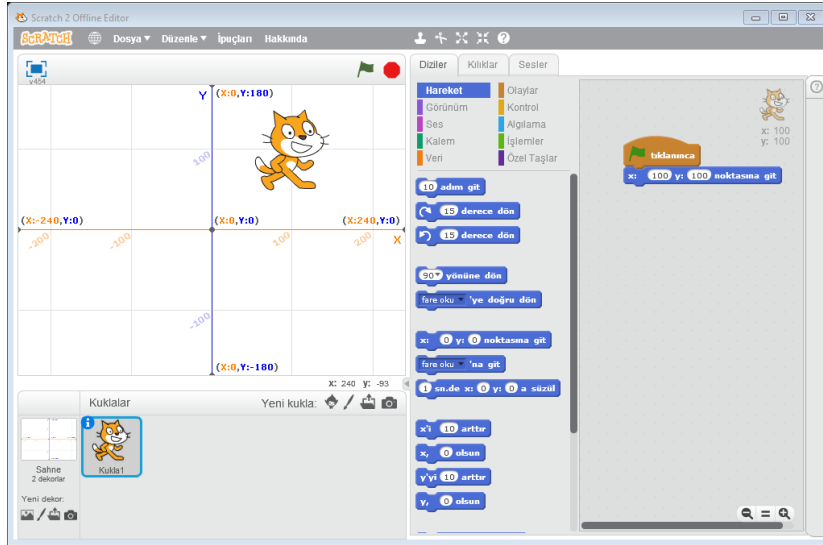 Scratch 2 Offline Editor
SCRATCH Dosya▼ Düzenle▼ İpuçları Hakkında
v454
Y (X:0,Y:180)
100
(X:-240,Y:0) (X:0,Y:0) (X:240,Y:0)
-200 -100 100 200 X
-100
(X:0,Y:-180)
X: 240 y: -93
Kuklalar Yeni kukla:
Sahne
2 dekorlar
Kukla1
Yeni dekor:
Diziler Kılıklar Sesler
Hareket Olaylar
Görünüm Kontrol
Ses Algılama
Kalem İşlemler
Veri Özel Taşlar
10 adım git
15 derece dön
15 derece dön
90▼ yönüne dön
fare oku ▼ 'ye doğru dön
x: 0 y: 0 noktasına git
fare oku ▼ 'na git
1 sn.de x: 0 y: 0 a süzül
x'i 10 arttır
x, 0 olsun
y'yi 10 arttır
y, 0 olsun
x: 100
y: 100
tıklanınca
x: 100 y: 100 noktasına git